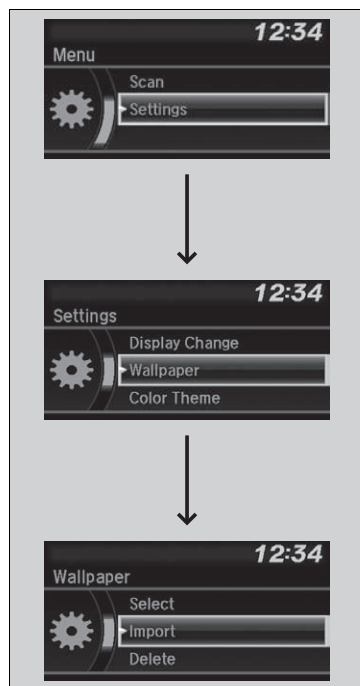 12:34
Menu
Scan
Settings
12:34
Settings
Display Change
Wallpaper
Color Theme
12:34
Wallpaper
Select
Import
Delete